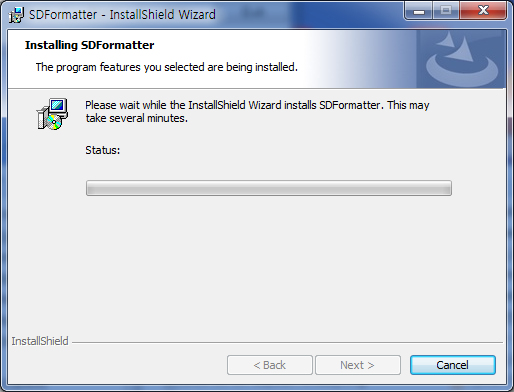 SDFormatter - InstallShield Wizard
Installing SDFormatter
The program features you selected are being installed.
Please wait while the InstallShield Wizard installs SDFormatter. This may
take several minutes.
Status:
InstallShield
< Back
Next >
Cancel